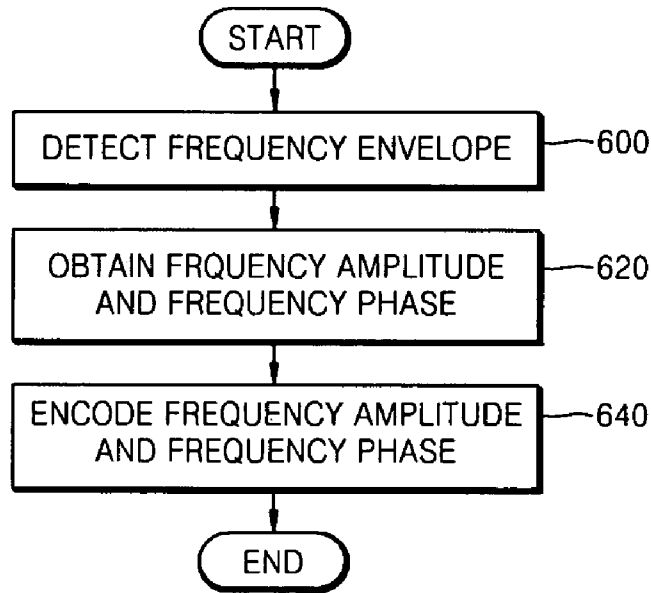 START
DETECT FREQUENCY ENVELOPE
600
OBTAIN FRQUENCY AMPLITUDE
AND FREQUENCY PHASE
620
ENCODE FREQUENCY AMPLITUDE
AND FREQUENCY PHASE
640
END